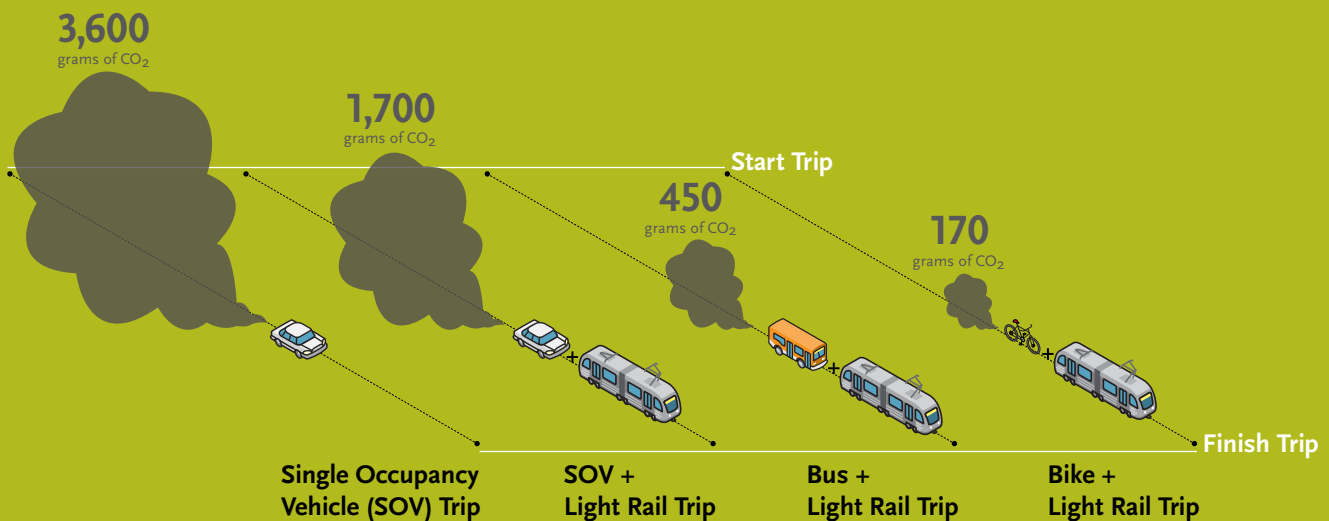 3,600
grams of CO₂
1,700
grams of CO₂
Start Trip
450
grams of CO₂
170
grams of CO₂
+
+
+
Finish Trip
Single Occupancy
Vehicle (SOV) Trip
SOV +
Light Rail Trip
Bus +
Light Rail Trip
Bike +
Light Rail Trip